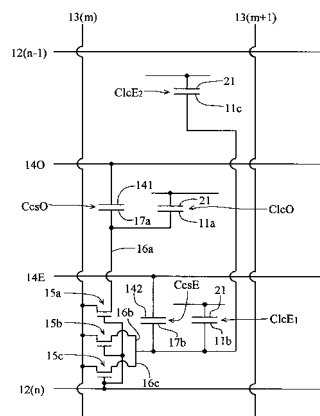 13(m) 13(m+1)
12(n-1)
21
ClcE2
11c
14O
141
21
CcsO ClcO
17a 11a
16a
14E
15a 142 CcsE 21
16b
15b
ClcE1
15c 17b 11b
16c
12(n)